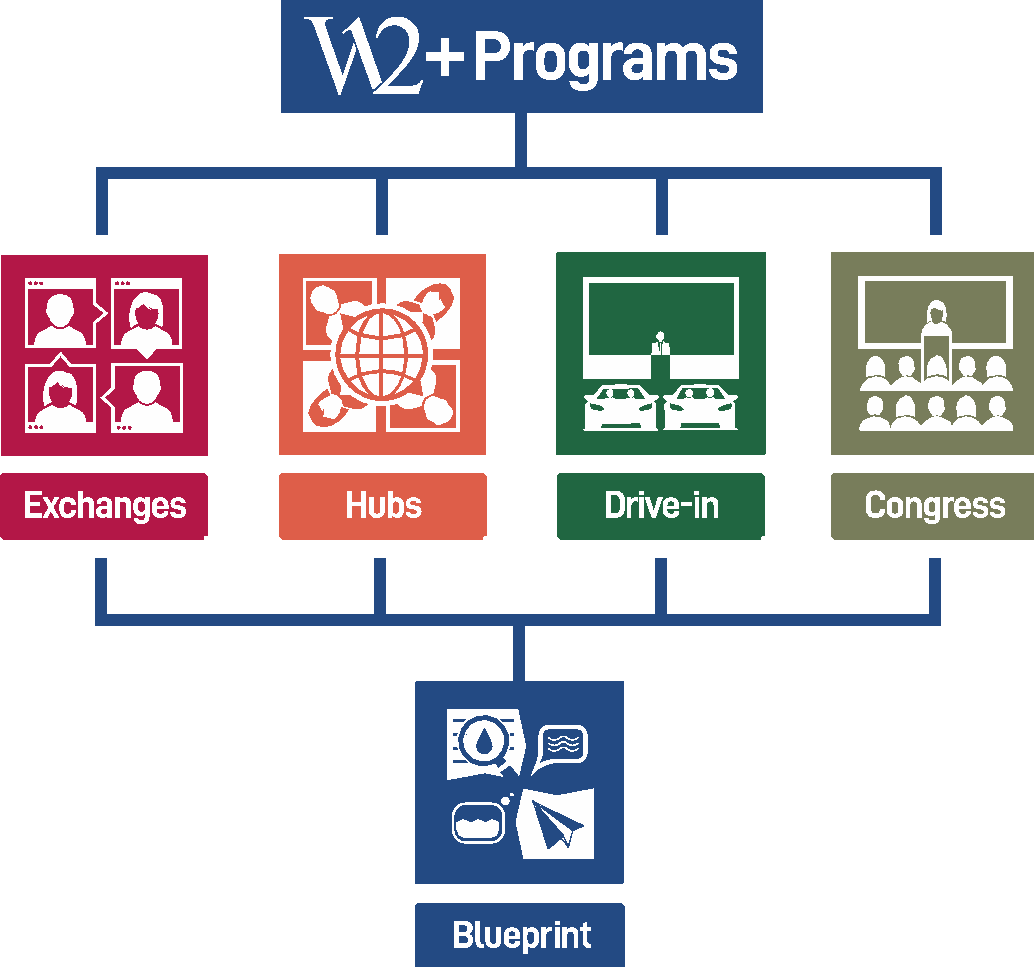 W2+Programs
Exchanges
Hubs
Drive-in
Congress
Blueprint